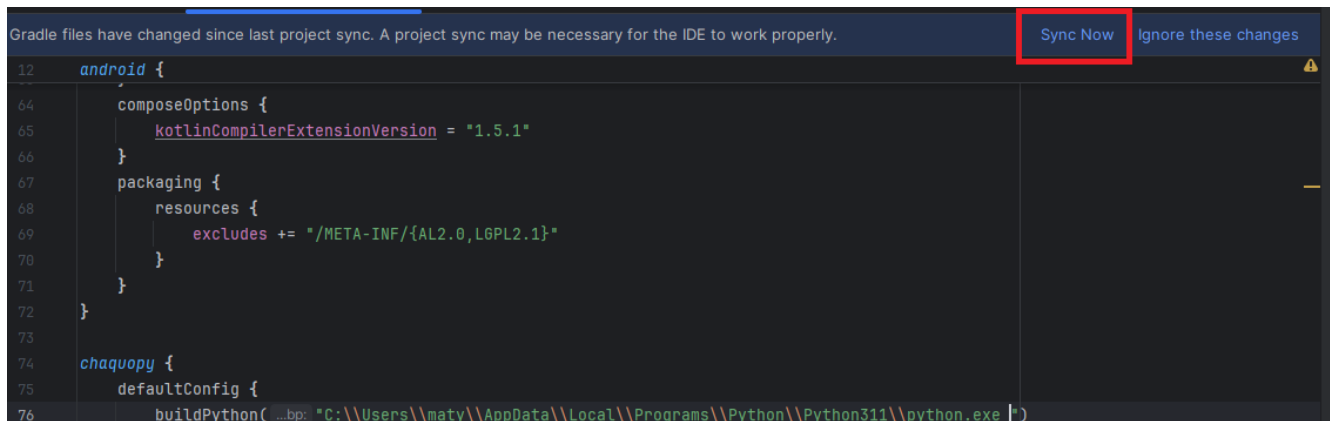 Gradle files have changed since last project sync. A project sync may be necessary for the IDE to work properly. Sync Now Ignore these changes
12 android {
64 composeOptions {
65 kotlinCompilerExtensionVersion = "1.5.1"
66 }
67 packaging {
68 resources {
69 excludes += "/META-INF/{AL2.0,LGPL2.1}"
70 }
71 }
72 }
73
74 chaquopy {
75 defaultConfig {
76 buildPython( ...bp: "C:\\Users\\maty\\AppData\\Local\\Programs\\Python\\Python311\\python.exe ")